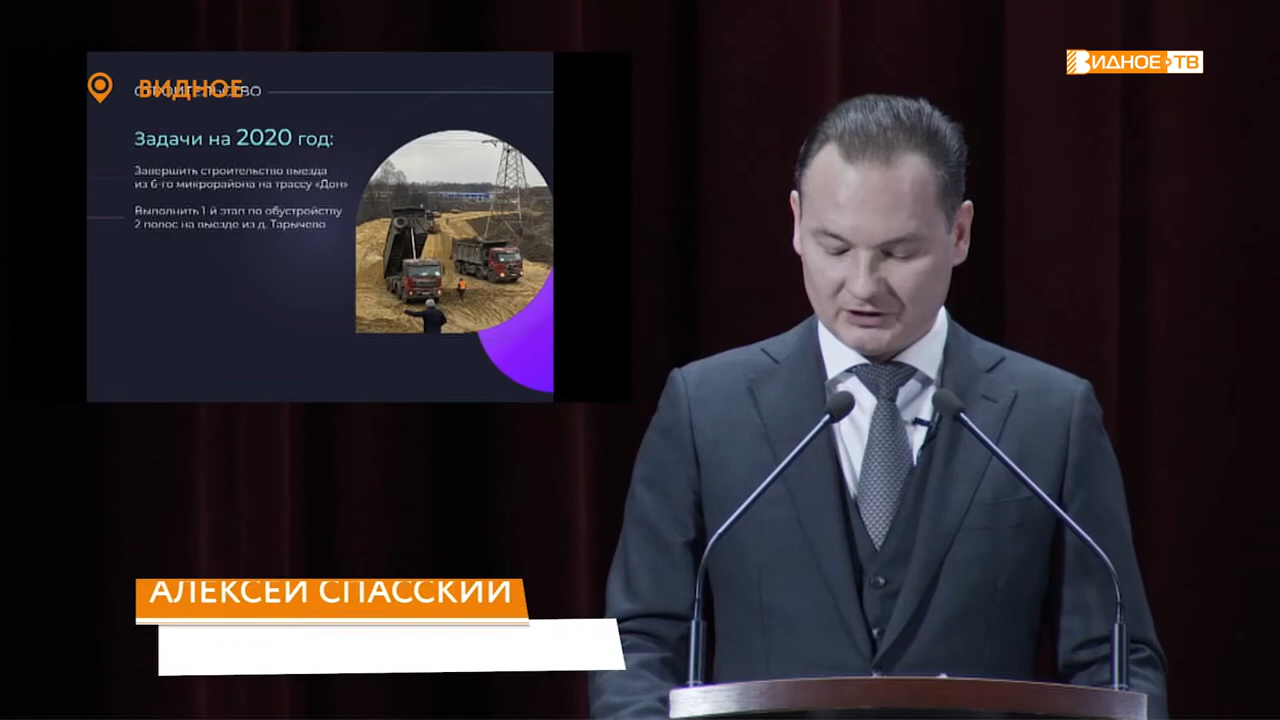 ВИДНОЕ
СТРОИТЕЛЬСТВО
Задачи на 2020 год:
Завершить строительство выезда
из 6-го микрорайона на трассу «Дон»
Выполнить 1-й этап по обустройству
2 полос на выезде из д. Тарычево
ВИДНОЕ ТВ
АЛЕКСЕЙ СПАССКИЙ